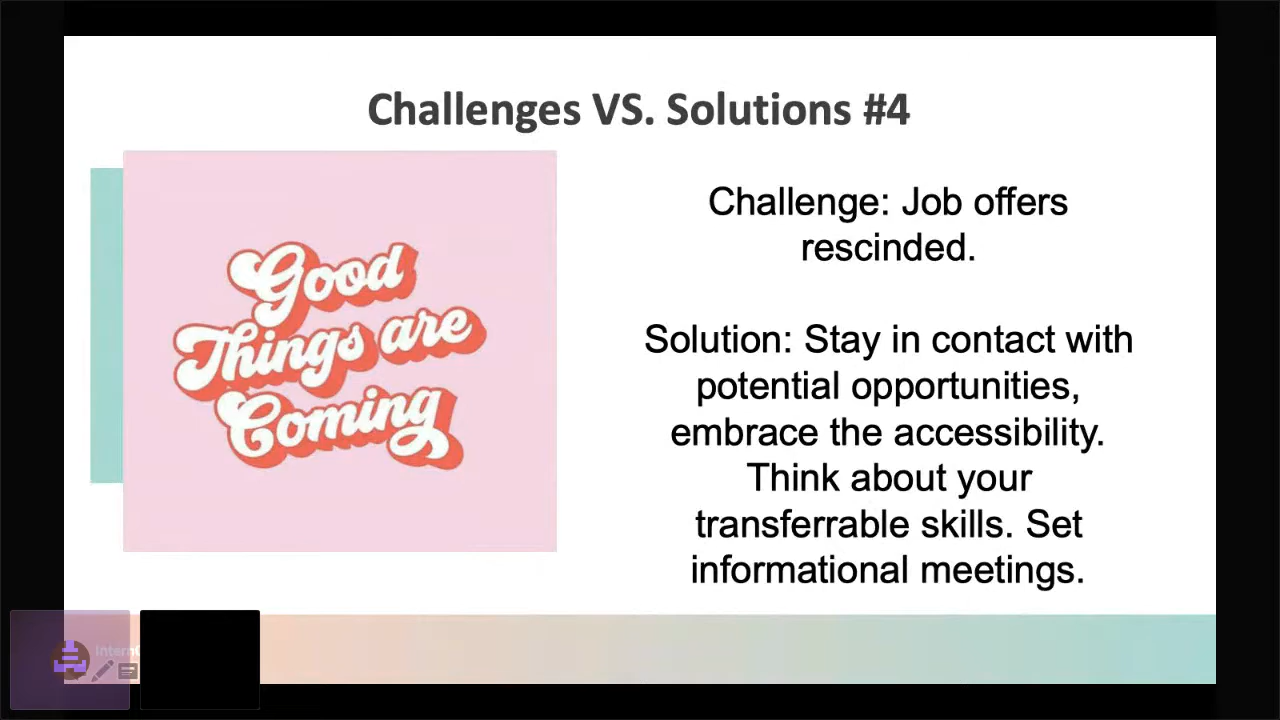 Challenges VS. Solutions #4
Good
Things are
Coming
Challenge: Job offers
rescinded.
Solution: Stay in contact with
potential opportunities,
embrace the accessibility.
Think about your
transferrable skills. Set
informational meetings.